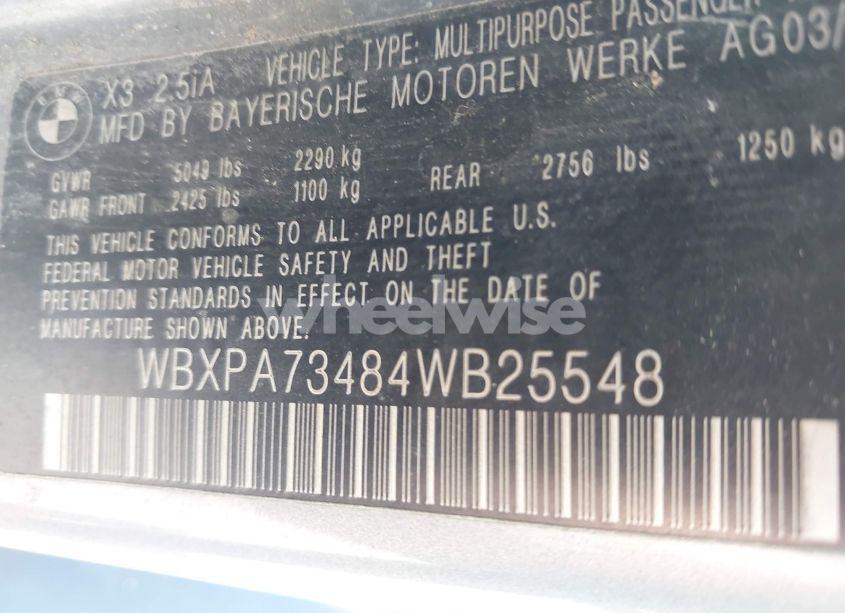 BMW X3 2.5iA VEHICLE TYPE: MULTIPURPOSE PASSENGER
MFD BY BAYERISCHE MOTOREN WERKE AG03/
GVWR 5049 lbs 2290 kg
GAWR FRONT 2425 lbs 1100 kg REAR 2756 lbs 1250 kg
THIS VEHICLE CONFORMS TO ALL APPLICABLE U.S.
FEDERAL MOTOR VEHICLE SAFETY AND THEFT
PREVENTION STANDARDS IN EFFECT ON THE DATE OF
MANUFACTURE SHOWN ABOVE.
wheelwise
WBXPA73484WB25548